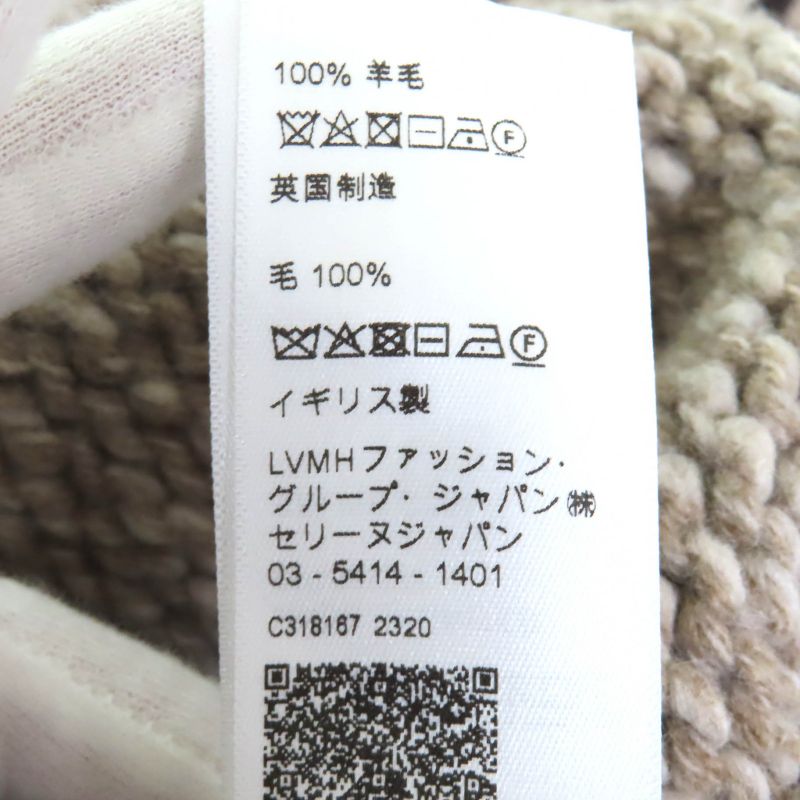 100% 羊毛
F
英国制造
毛 100%
F
イギリス製
LVMHファッション・
グループ・ジャパン㈱
セリーヌジャパン
03 - 5414 - 1401
C318167 2320